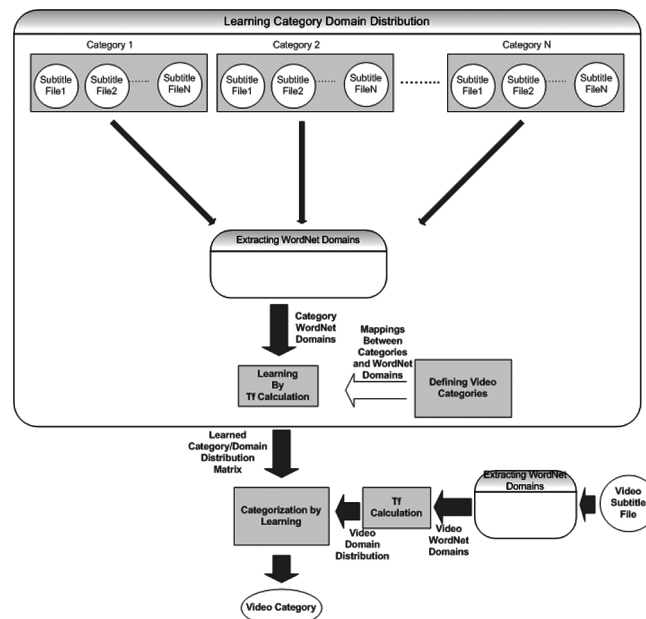 Learning Category Domain Distribution
Category 1
Category 2
Category N
Subtitle
File1
Subtitle
File2
......
Subtitle
FileN
Subtitle
File1
Subtitle
File2
......
Subtitle
FileN
.........
Subtitle
File1
Subtitle
File2
......
Subtitle
FileN
Extracting WordNet Domains
Category
WordNet
Domains
Mappings
Between
Categories
and WordNet
Domains
Learning
By
Tf Calculation
Defining Video
Categories
Learned
Category/Domain
Distribution
Matrix
Categorization by
Learning
Video
Domain
Distribution
Tf
Calculation
Video
WordNet
Domains
Extracting WordNet
Domains
Video
Subtitle
File
Video Category